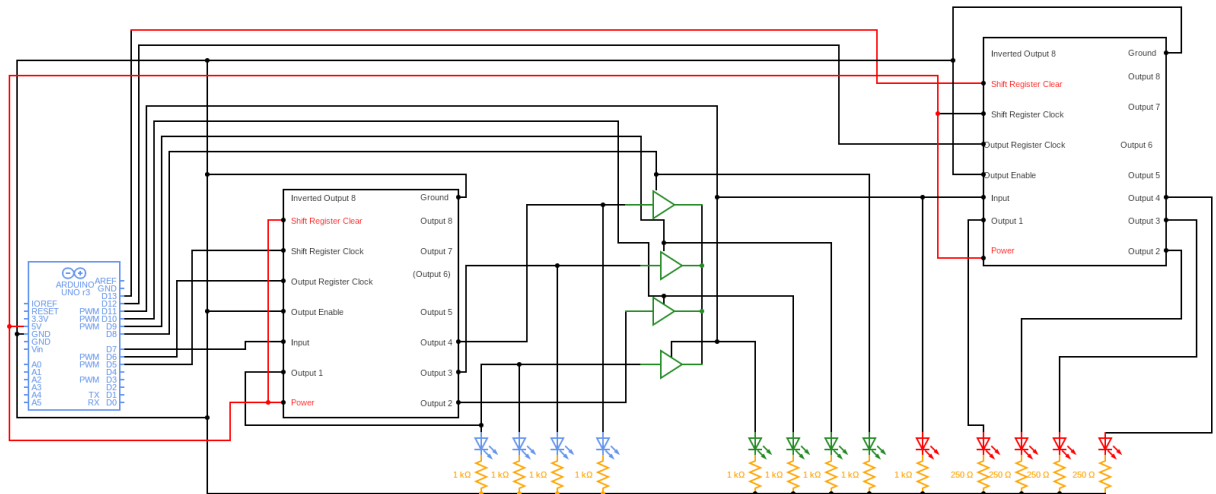 Inverted Output 8
Ground
Shift Register Clear
Output 8
Shift Register Clock
Output 7
Output Register Clock
Output 6
Output Enable
Output 5
Input
Output 4
Output 1
Output 3
Power
Output 2
Inverted Output 8
Ground
Shift Register Clear
Output 8
Shift Register Clock
Output 7
Output Register Clock
(Output 6)
Output Enable
Output 5
Input
Output 4
Output 1
Output 3
Power
Output 2
ARDUINO
UNO r3
IOREF
RESET
3.3V
5V
GND
GND
Vin
A0
A1
A2
A3
A4
A5
AREF
GND
D13
D12
PWM D11
PWM D10
PWM D9
D8
D7
PWM D6
PWM D5
D4
PWM D3
D2
TX D1
RX D0
1 kΩ 1 kΩ 1 kΩ 1 kΩ 1 kΩ 1 kΩ 1 kΩ 1 kΩ 1 kΩ 250 Ω 250 Ω 250 Ω 250 Ω